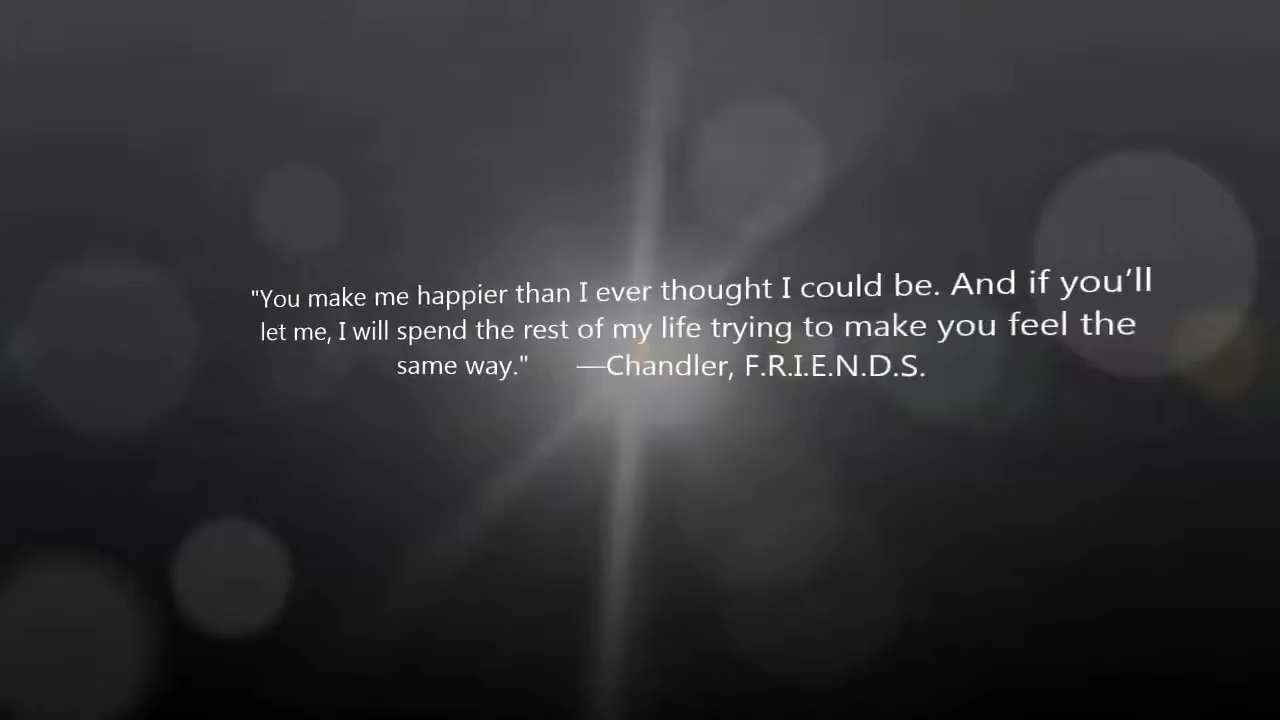 "You make me happier than I ever thought I could be. And if you’ll
let me, I will spend the rest of my life trying to make you feel the
same way." —Chandler, F.R.I.E.N.D.S.